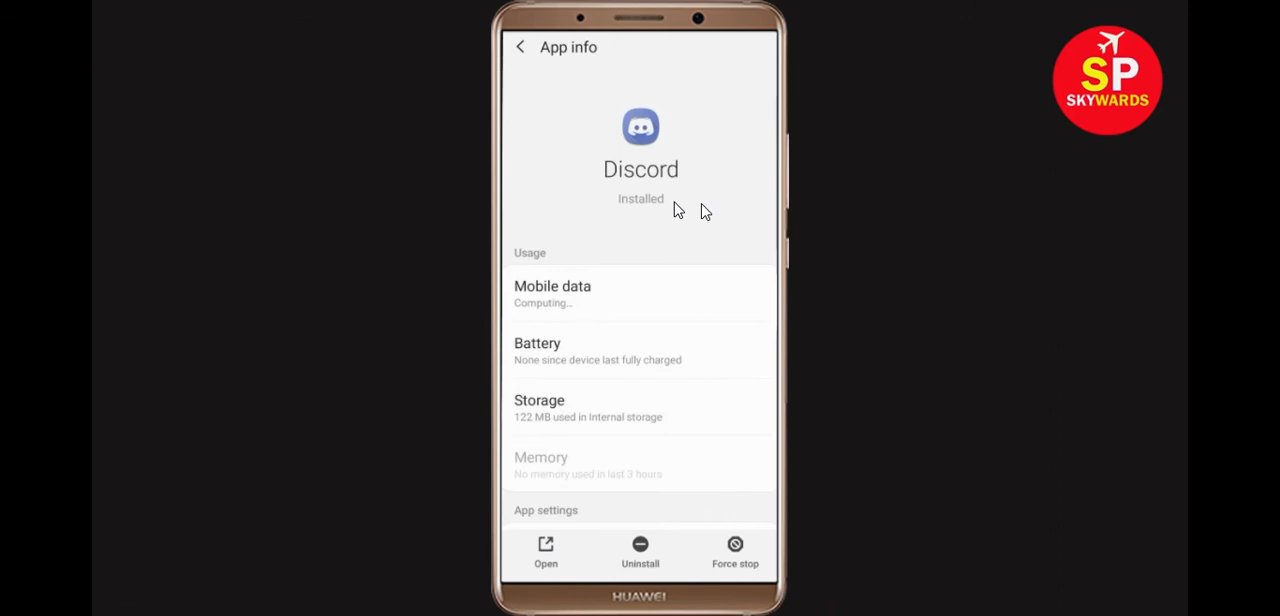 App info
SP
SKYWARDS
Discord
Installed
Usage
Mobile data
Computing...
Battery
None since device last fully charged
Storage
122 MB used in Internal storage
Memory
No memory used in last 3 hours
App settings
Open
Uninstall
Force stop
HUAWEI